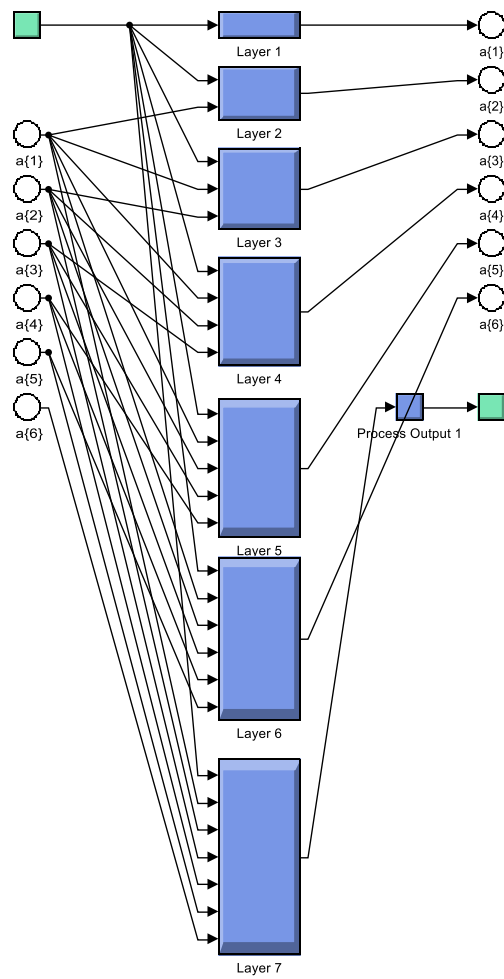 Layer 1
a{1}
a{2}
Layer 2
a{1}
a{3}
a{2}
Layer 3
a{4}
a{3}
a{5}
a{4}
a{6}
a{5}
Layer 4
a{6}
Process Output 1
Layer 5
Layer 6
Layer 7